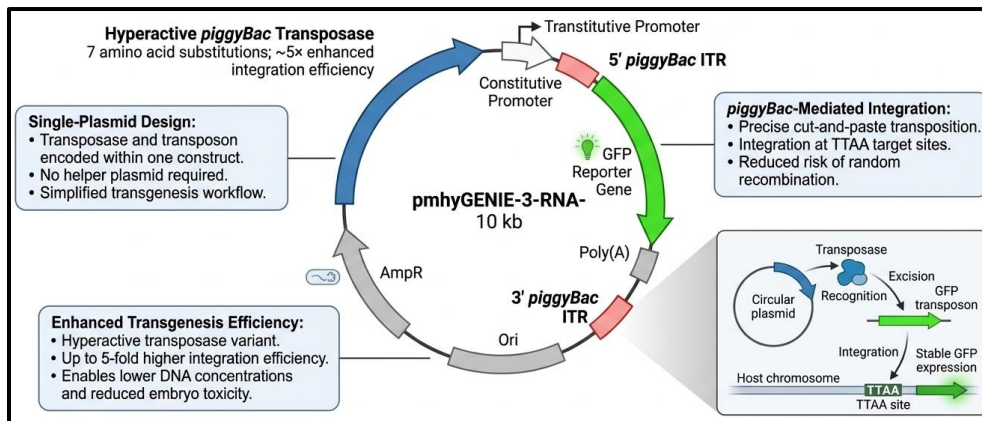 Hyperactive piggyBac Transposase
7 amino acid substitutions; ~5× enhanced
integration efficiency
Transtitutive Promoter
Constitutive
Promoter
5' piggyBac ITR
Single-Plasmid Design:
• Transposase and transposon
encoded within one construct.
• No helper plasmid required.
• Simplified transgenesis workflow.
piggyBac-Mediated Integration:
• Precise cut-and-paste transposition.
• Integration at TTAA target sites.
• Reduced risk of random
recombination.
GFP
Reporter
Gene
pmhyGENIE-3-RNA-
10 kb
Poly(A)
AmpR
3' piggyBac
ITR
Ori
Enhanced Transgenesis Efficiency:
• Hyperactive transposase variant.
• Up to 5-fold higher integration efficiency.
• Enables lower DNA concentrations
and reduced embryo toxicity.
Transposase
Circular
plasmid
Recognition
Excision
GFP
transposon
Integration
Stable GFP
expression
Host chromosome
TTAA
TTAA site